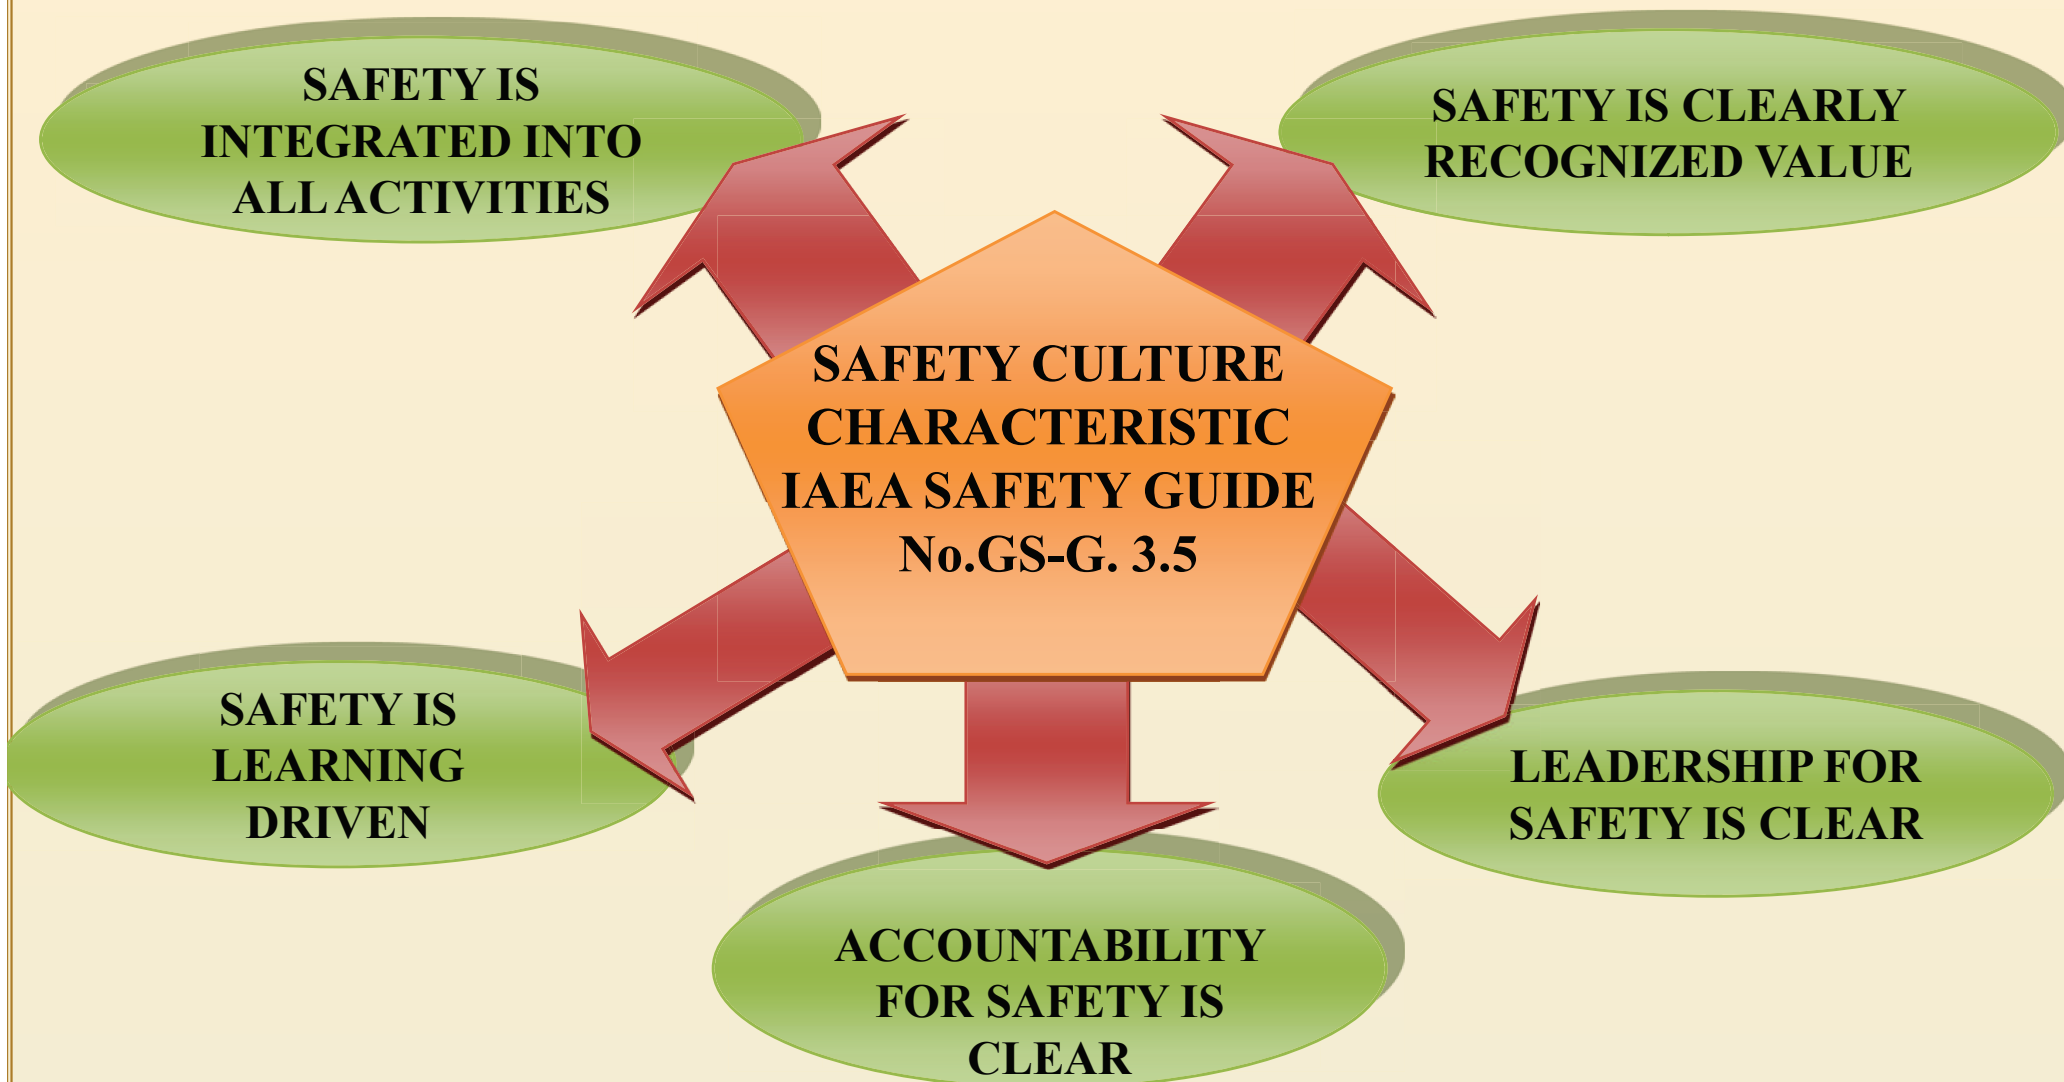 SAFETY IS
INTEGRATED INTO
ALL ACTIVITIES
SAFETY IS CLEARLY
RECOGNIZED VALUE
SAFETY CULTURE
CHARACTERISTIC
IAEA SAFETY GUIDE
No.GS-G. 3.5
SAFETY IS
LEARNING
DRIVEN
LEADERSHIP FOR
SAFETY IS CLEAR
ACCOUNTABILITY
FOR SAFETY IS
CLEAR